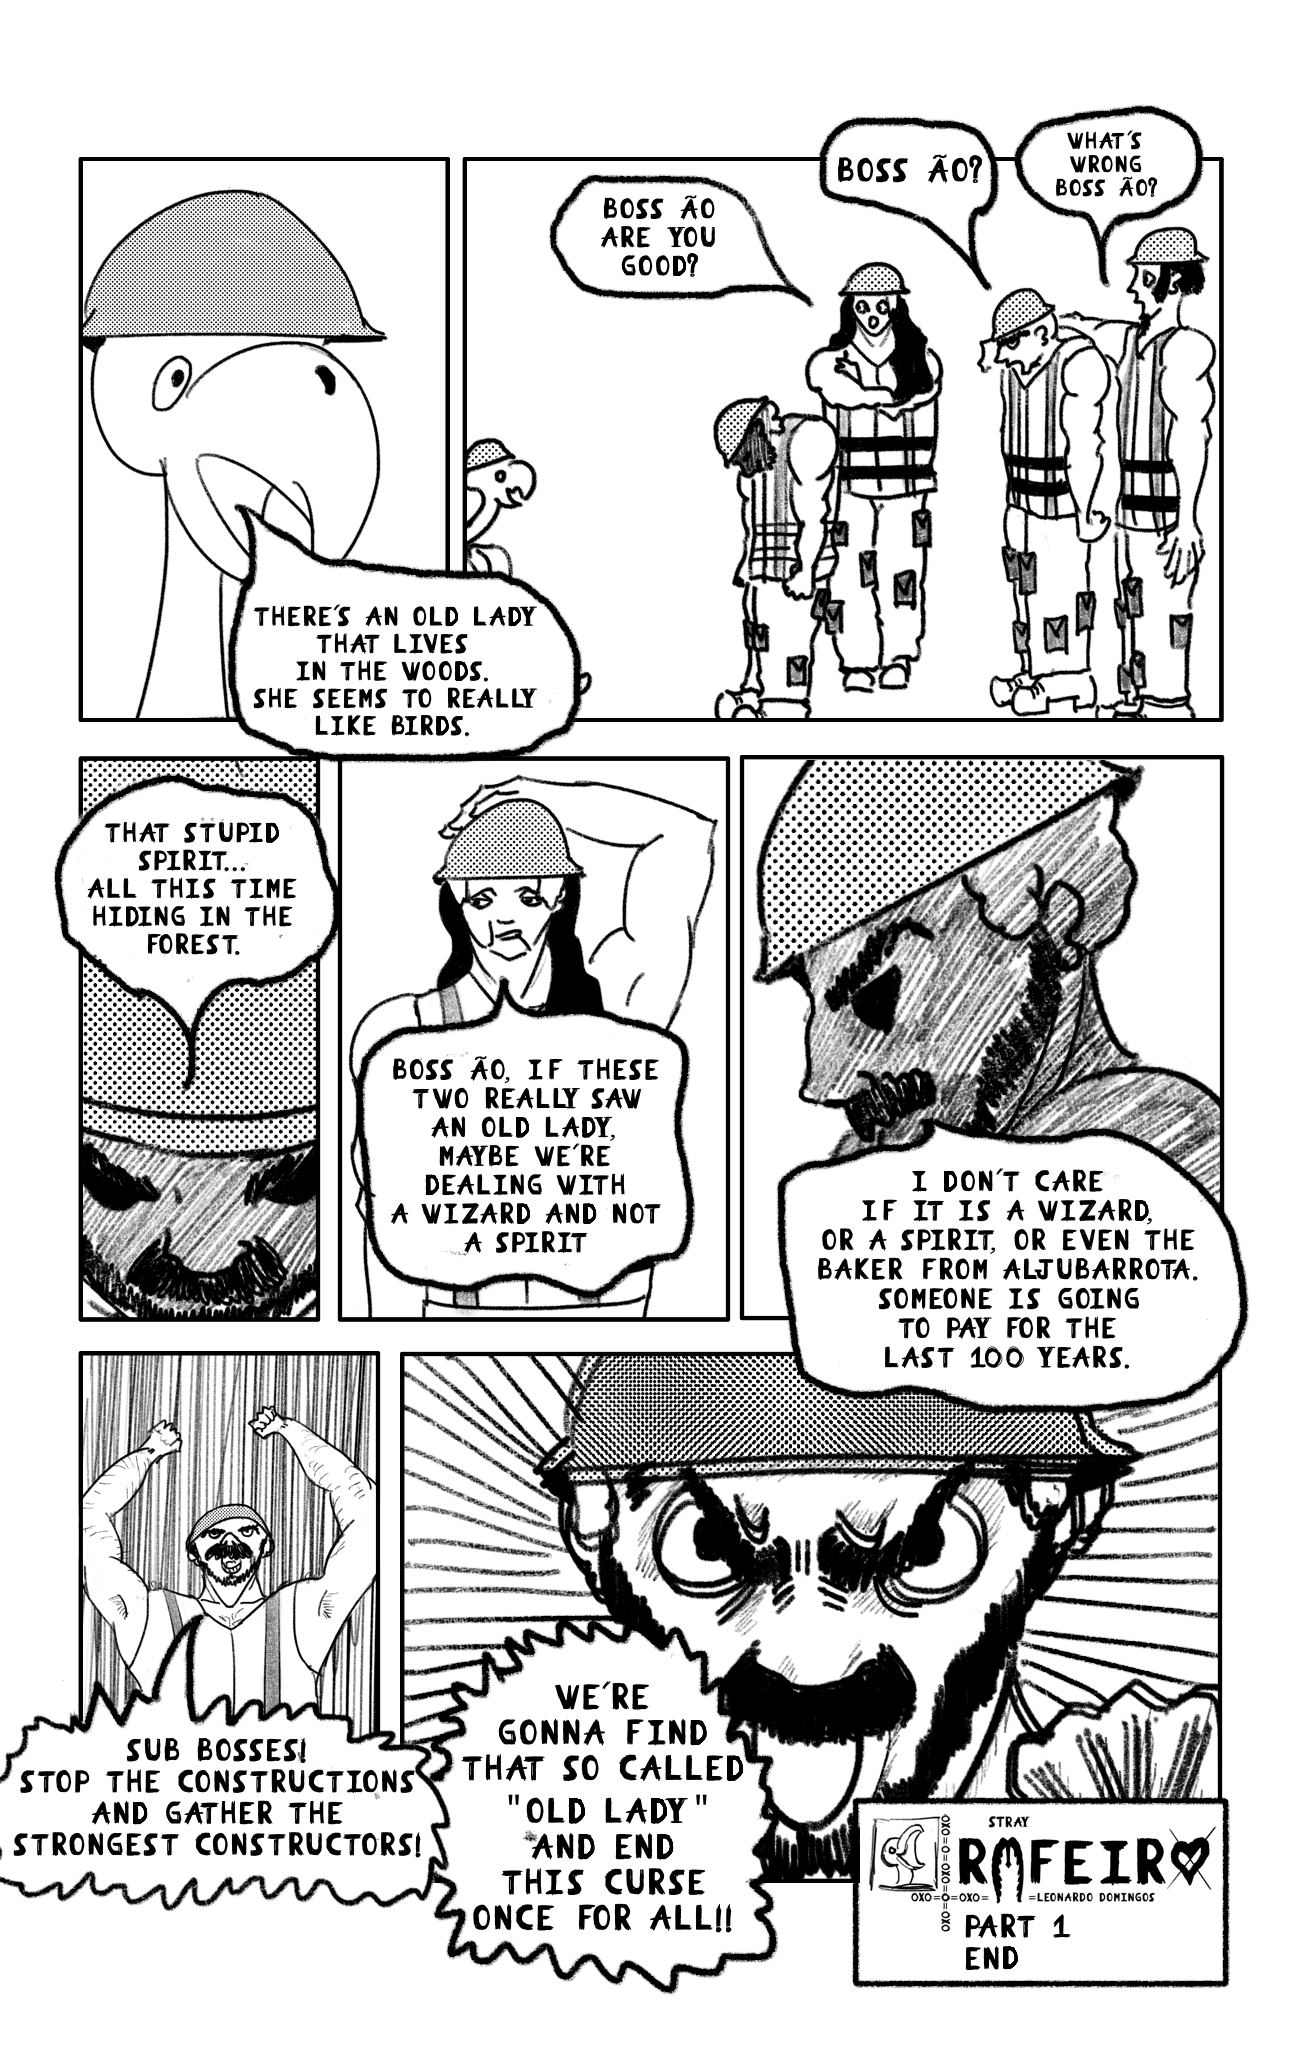 THERE'S AN OLD LADY
THAT LIVES
IN THE WOODS.
SHE SEEMS TO REALLY
LIKE BIRDS.
BOSS ÃO
ARE YOU
GOOD?
BOSS ÃO?
WHAT'S
WRONG
BOSS ÃO?
THAT STUPID
SPIRIT...
ALL THIS TIME
HIDING IN THE
FOREST.
BOSS ÃO, IF THESE
TWO REALLY SAW
AN OLD LADY,
MAYBE WE'RE
DEALING WITH
A WIZARD AND NOT
A SPIRIT
I DON'T CARE
IF IT IS A WIZARD,
OR A SPIRIT, OR EVEN THE
BAKER FROM ALJUBARROTA.
SOMEONE IS GOING
TO PAY FOR THE
LAST 100 YEARS.
SUB BOSSES!
STOP THE CONSTRUCTIONS
AND GATHER THE
STRONGEST CONSTRUCTORS!
WE'RE
GONNA FIND
THAT SO CALLED
"OLD LADY"
AND END
THIS CURSE
ONCE FOR ALL!!
STRAY
RAFEIRO
OXO=O=OXO= =LEONARDO DOMINGOS
OXO=O=OXO=O=OXO
PART 1
END